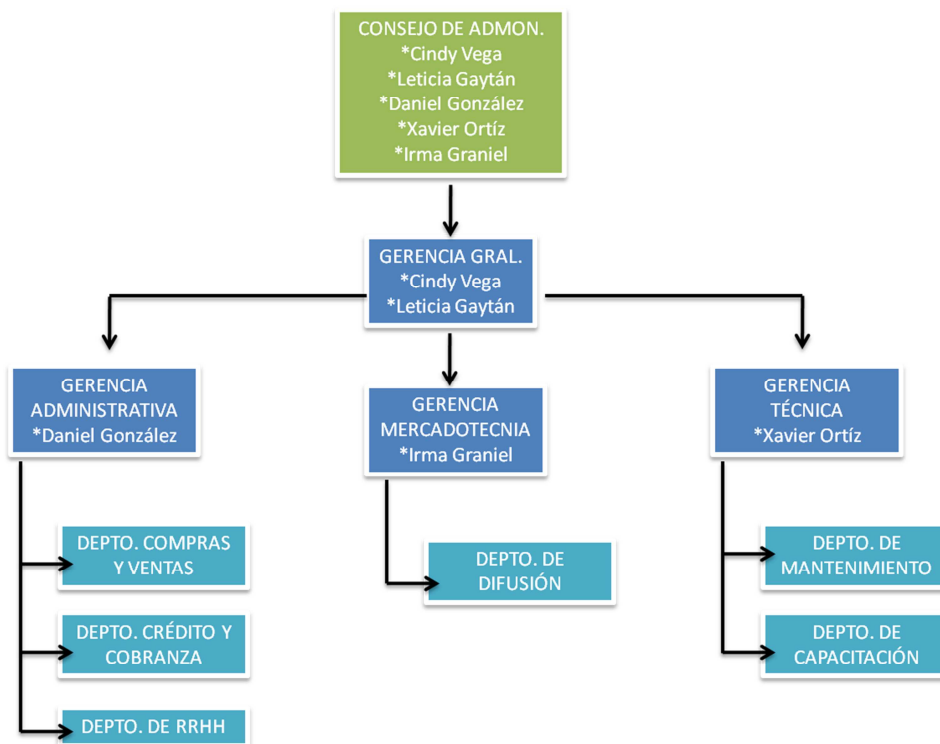 CONSEJO DE ADMON.
*Cindy Vega
*Leticia Gaytán
*Daniel González
*Xavier Ortíz
*Irma Graniel
GERENCIA GRAL.
*Cindy Vega
*Leticia Gaytán
GERENCIA
ADMINISTRATIVA
*Daniel González
GERENCIA
MERCADOTECNIA
*Irma Graniel
GERENCIA
TÉCNICA
*Xavier Ortíz
DEPTO. COMPRAS
Y VENTAS
DEPTO. CRÉDITO Y
COBRANZA
DEPTO. DE RRHH
DEPTO. DE
DIFUSIÓN
DEPTO. DE
MANTENIMIENTO
DEPTO. DE
CAPACITACIÓN